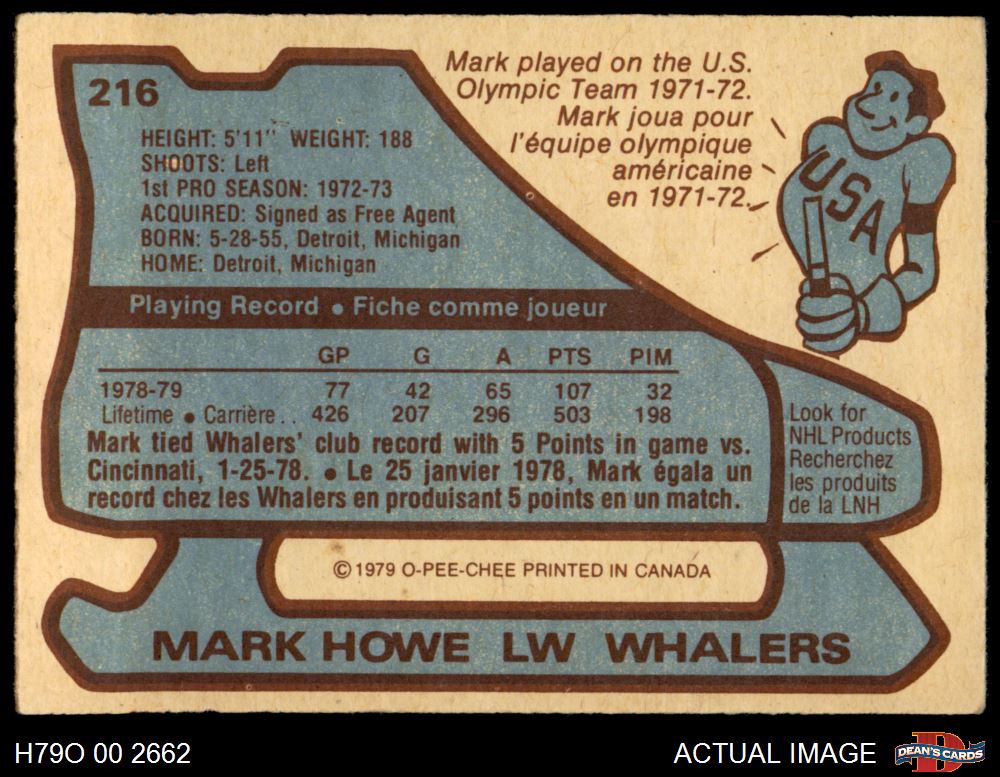 216
HEIGHT: 5'11" WEIGHT: 188
SHOOTS: Left
1st PRO SEASON: 1972-73
ACQUIRED: Signed as Free Agent
BORN: 5-28-55, Detroit, Michigan
HOME: Detroit, Michigan
Mark played on the U.S.
Olympic Team 1971-72.
Mark joua pour
l'équipe olympique
américaine
en 1971-72.
USA
Playing Record • Fiche comme joueur
GP G A PTS PIM
1978-79 77 42 65 107 32
Lifetime • Carrière . . 426 207 296 503 198
Mark tied Whalers' club record with 5 Points in game vs.
Cincinnati, 1-25-78. • Le 25 janvier 1978, Mark égala un
record chez les Whalers en produisant 5 points en un match.
Look for
NHL Products
Recherchez
les produits
de la LNH
© 1979 O-PEE-CHEE PRINTED IN CANADA
MARK HOWE LW WHALERS
H79O 00 2662
ACTUAL IMAGE
D
DEAN'S CARDS